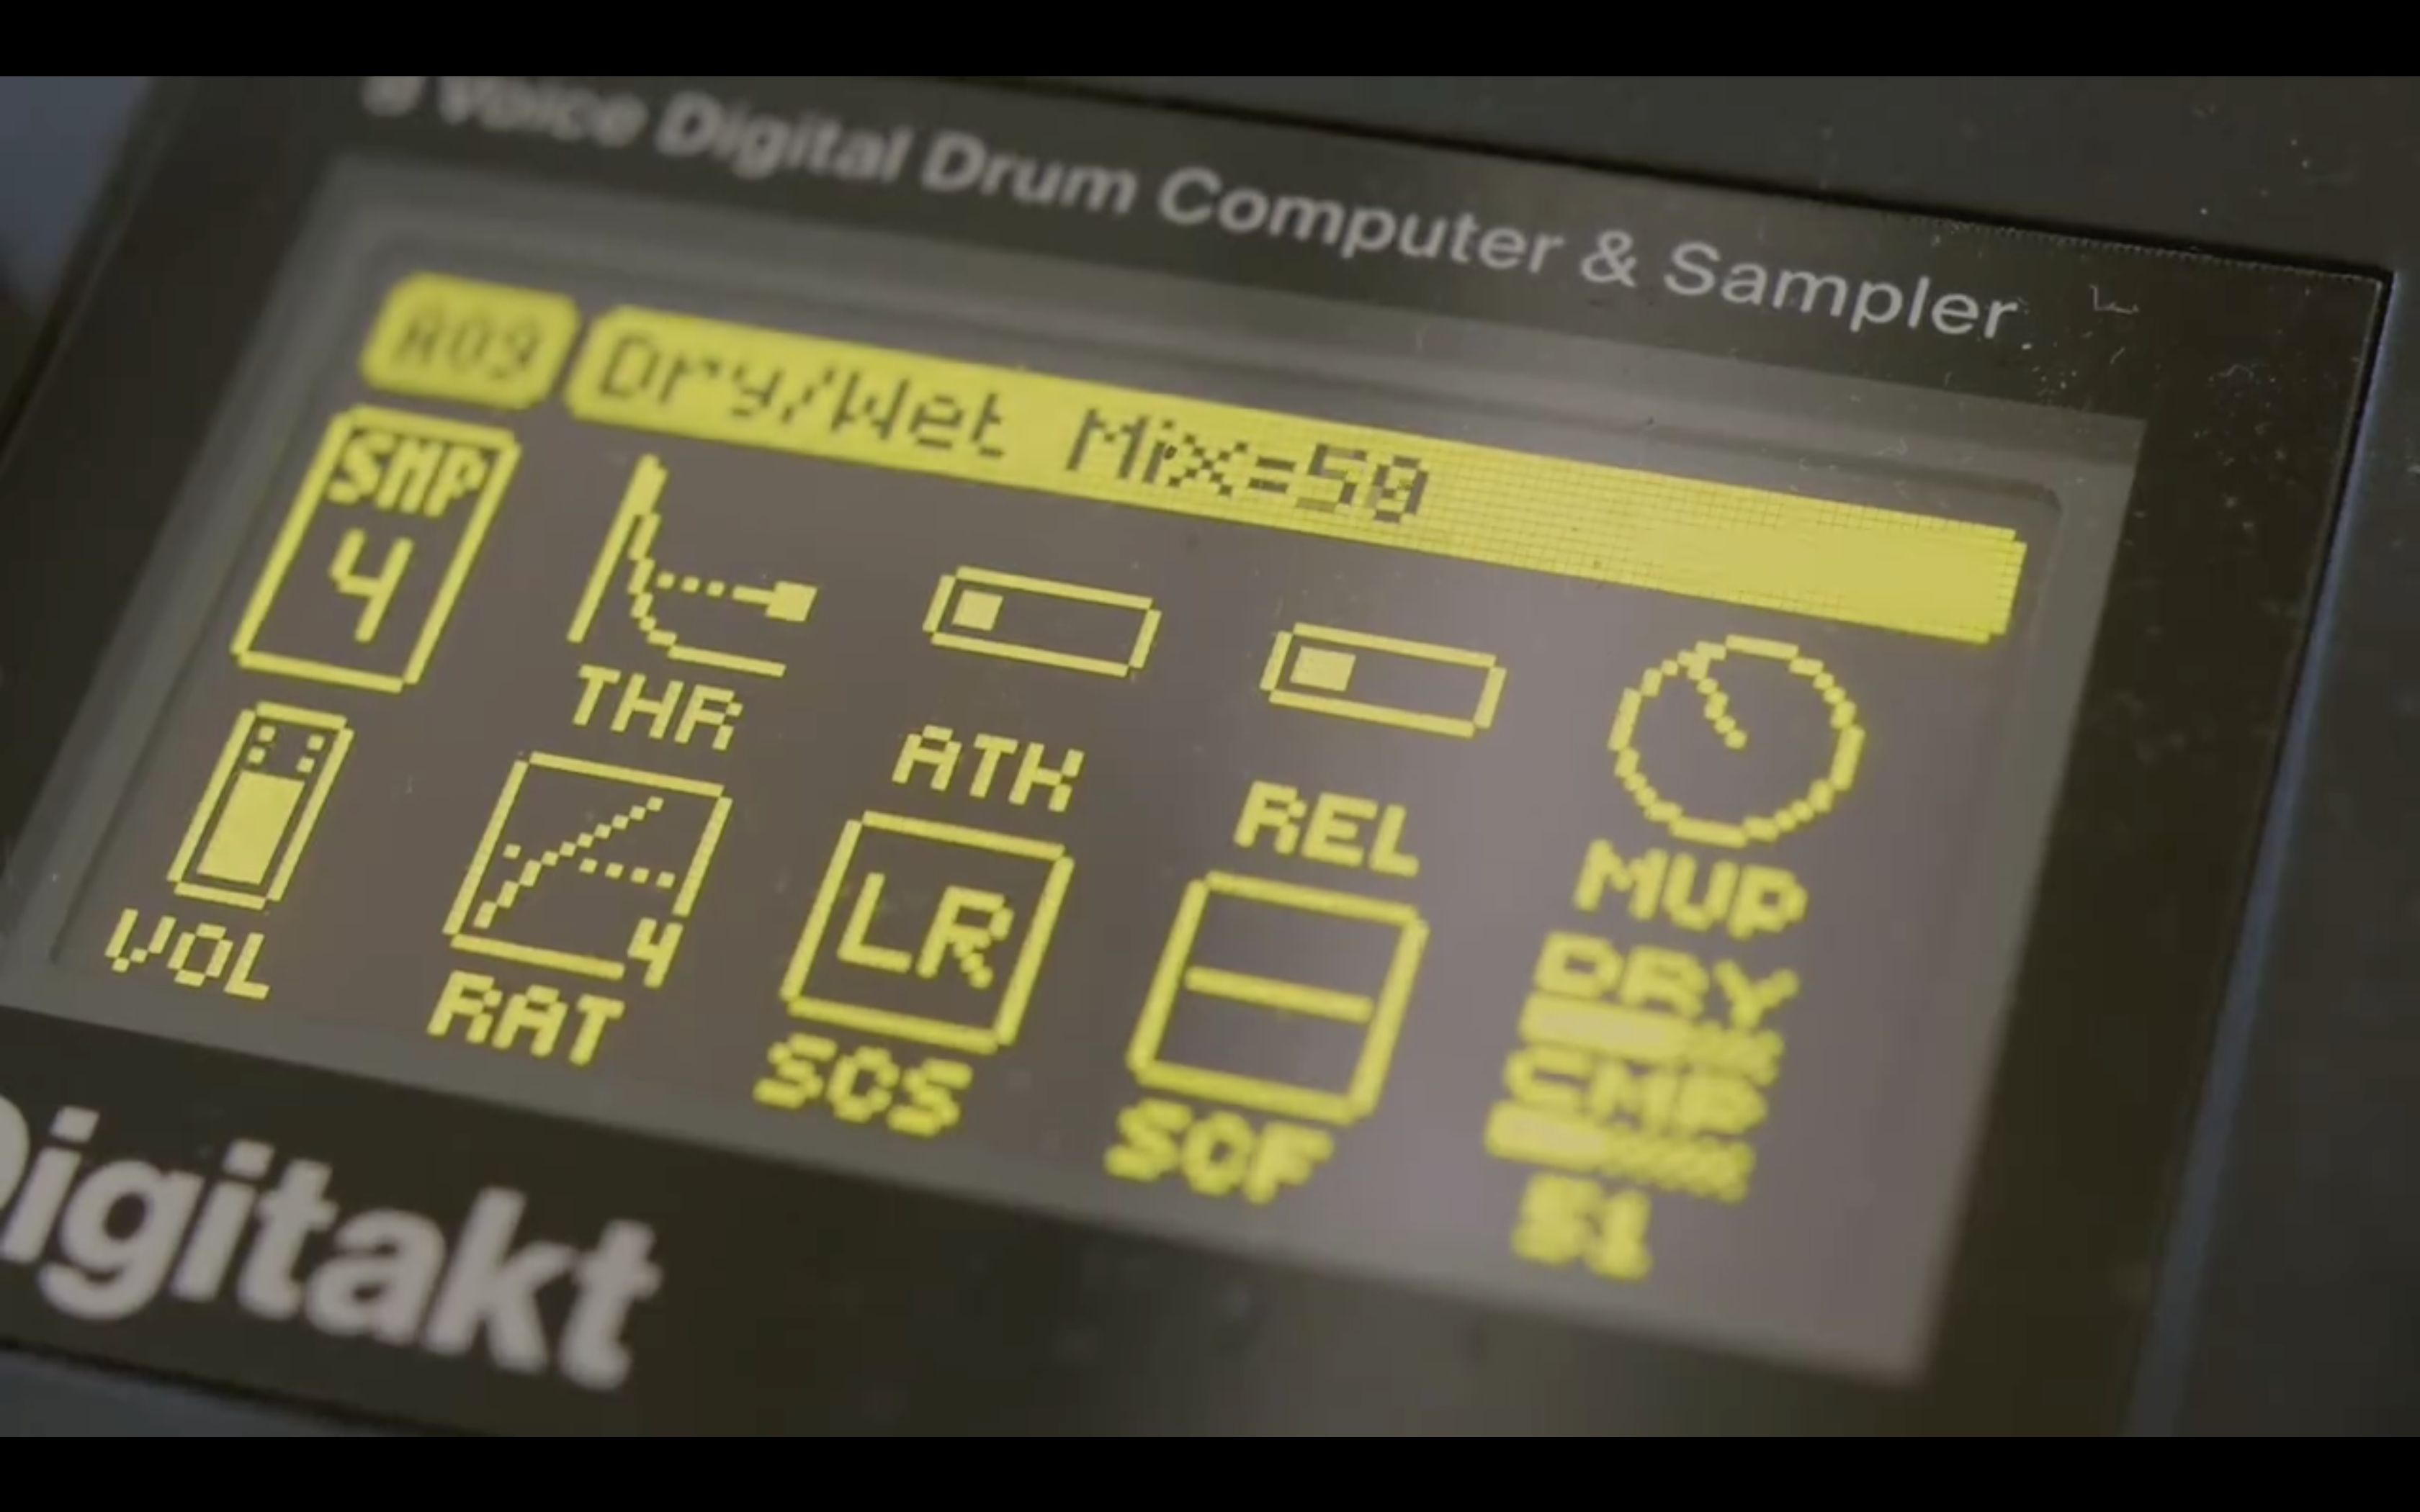 Voice Digital Drum Computer & Sampler
A09 Dry/Wet Mix=50
SMP
4
THR
ATK
REL
MUP
VOL
4
RAT
LR
SCS
SCF
DRY
CMP
Digitakt